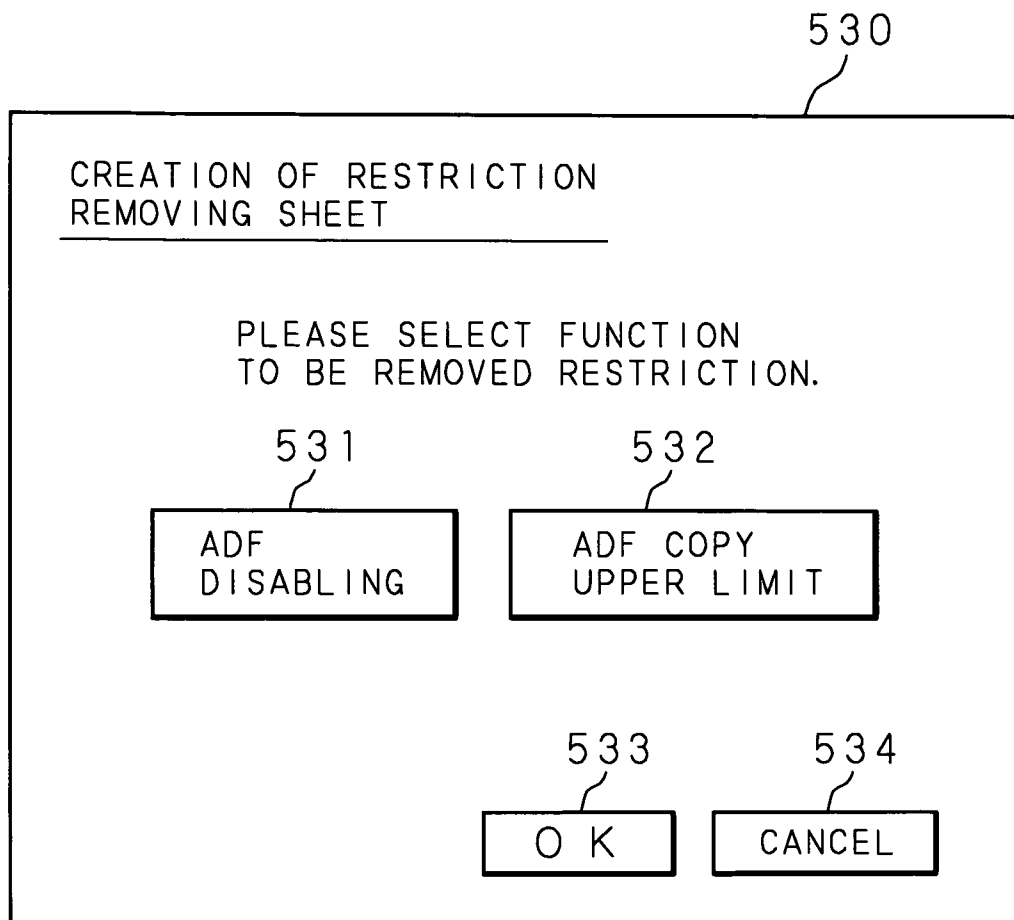 530
CREATION OF RESTRICTION
REMOVING SHEET
PLEASE SELECT FUNCTION
TO BE REMOVED RESTRICTION.
531
532
ADF
DISABLING
ADF COPY
UPPER LIMIT
533
534
OK
CANCEL